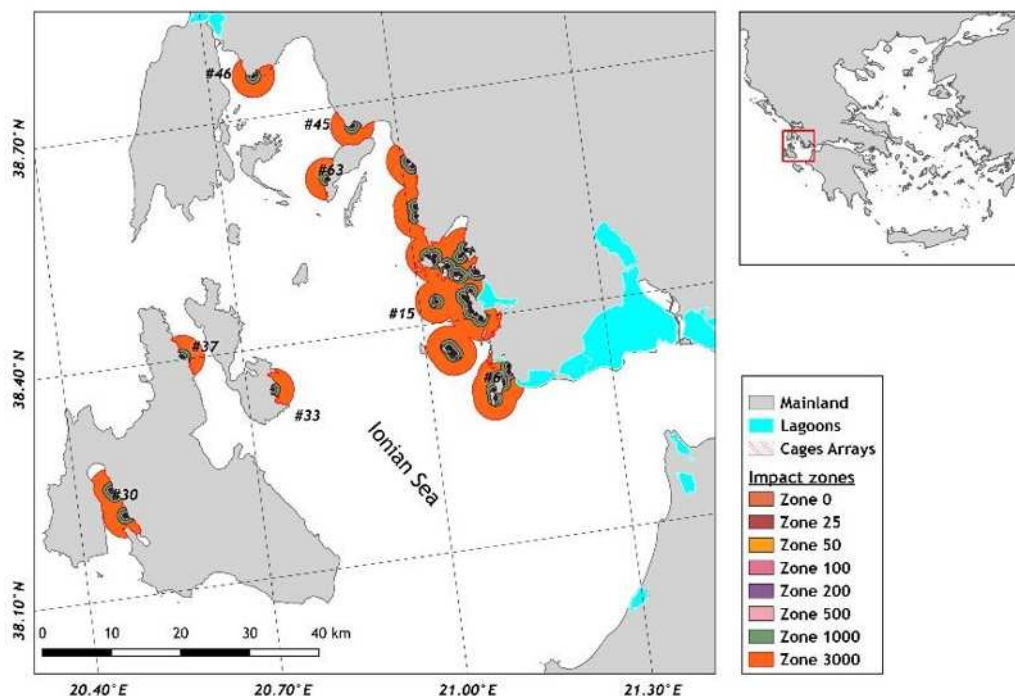 #46
38.70° N
#45
#63
#15
#37
38.40° N
#6
#33
Ionian Sea
#30
38.10° N
0 10 20 30 40 km
20.40°E 20.70°E 21.00°E 21.30°E
Mainland
Lagoons
Cages Arrays
Impact zones
Zone 0
Zone 25
Zone 50
Zone 100
Zone 200
Zone 500
Zone 1000
Zone 3000